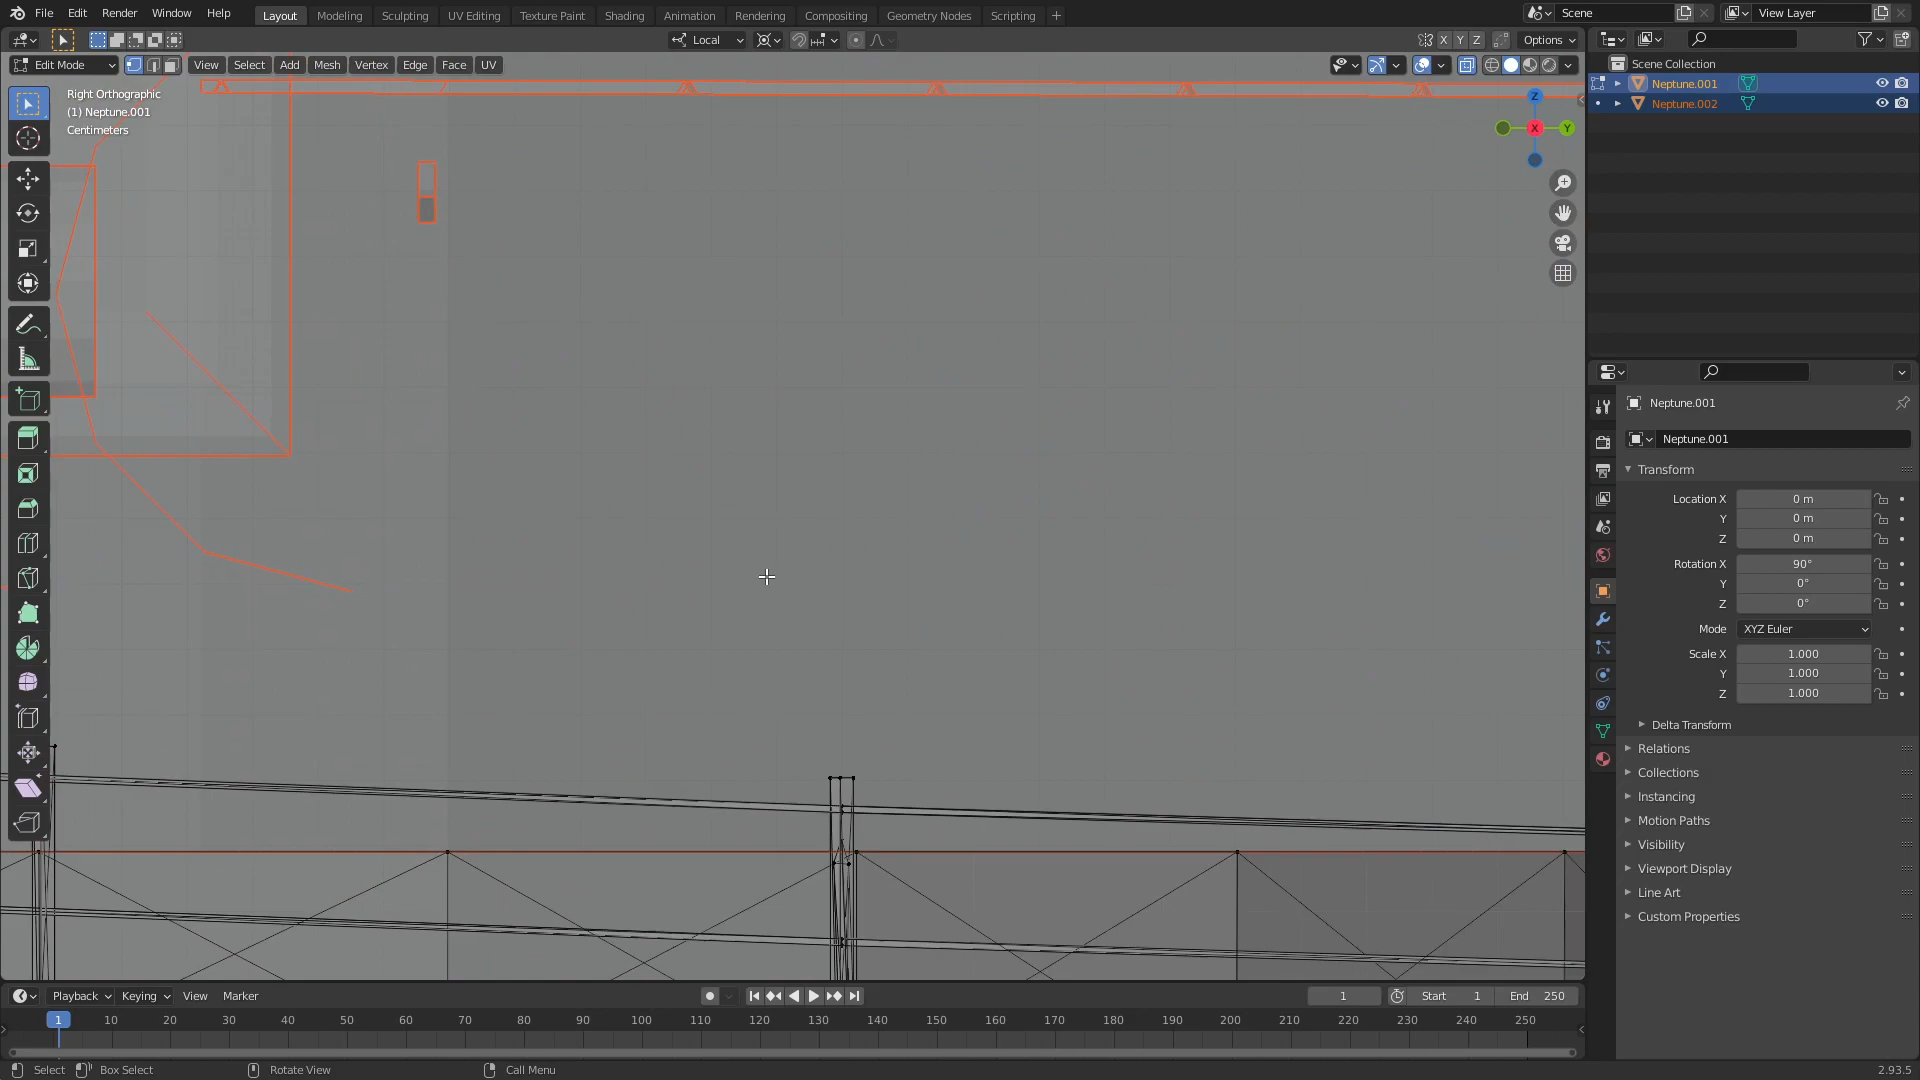 File Edit Render Window Help
Layout Modeling Sculpting UV Editing Texture Paint Shading Animation Rendering Compositing Geometry Nodes Scripting +
Scene
View Layer
Local
X Y Z
Options
Edit Mode
View Select Add Mesh Vertex Edge Face UV
Right Orthographic
(1) Neptune.001
Centimeters
Z
X
Y
Scene Collection
Neptune.001
Neptune.002
Neptune.001
Neptune.001
Transform
Location X 0 m
Y 0 m
Z 0 m
Rotation X 90°
Y 0°
Z 0°
Mode XYZ Euler
Scale X 1.000
Y 1.000
Z 1.000
Delta Transform
Relations
Collections
Instancing
Motion Paths
Visibility
Viewport Display
Line Art
Custom Properties
Playback Keying View Marker
1
Start 1
End 250
1 10 20 30 40 50 60 70 80 90 100 110 120 130 140 150 160 170 180 190 200 210 220 230 240 250
Select Box Select Rotate View Call Menu
2.93.5